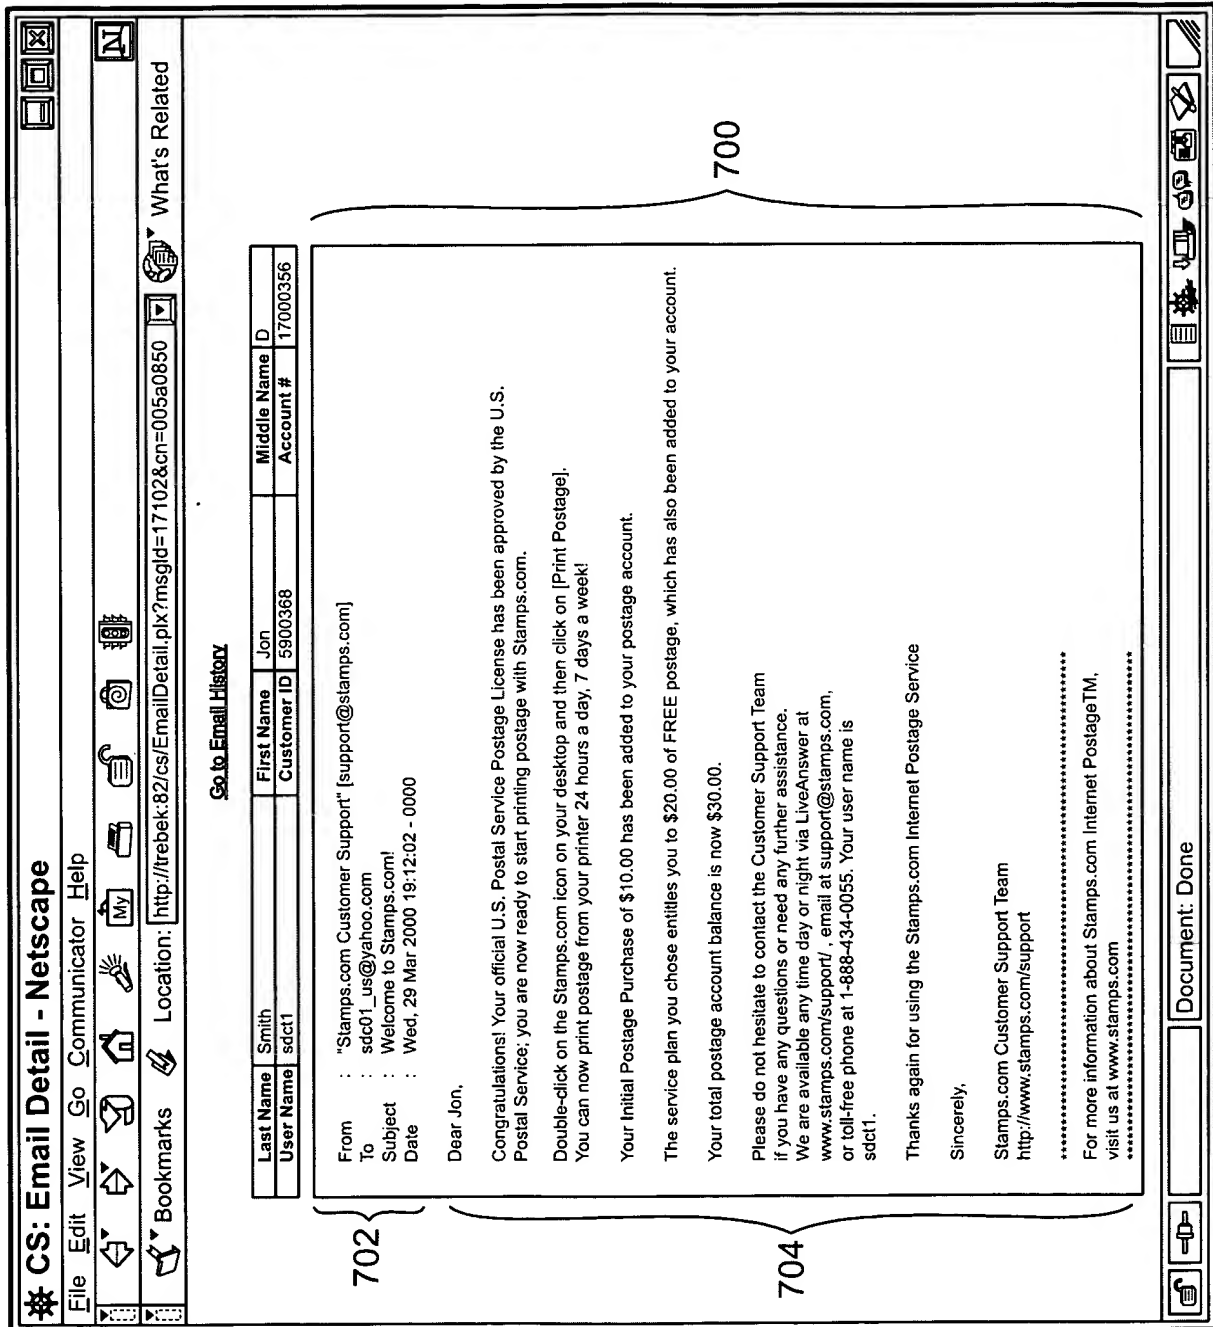 CS: Email Detail - Netscape
File Edit View Go Communicator Help
My
N
Bookmarks Location: http://trebek:82/cs/EmailDetail.plx?msgId=17102&cn=005a0850 What's Related
Go to Email History
Last Name Smith First Name Jon Middle Name D
User Name sdct1 Customer ID 5900368 Account # 17000356
702
From : "Stamps.com Customer Support" [support@stamps.com]
To : sdc01_us@yahoo.com
Subject : Welcome to Stamps.com!
Date : Wed, 29 Mar 2000 19:12:02 - 0000
700
704
Dear Jon,
Congratulations! Your official U.S. Postal Service Postage License has been approved by the U.S.
Postal Service; you are now ready to start printing postage with Stamps.com.
Double-click on the Stamps.com icon on your desktop and then click on [Print Postage].
You can now print postage from your printer 24 hours a day, 7 days a week!
Your Initial Postage Purchase of $10.00 has been added to your postage account.
The service plan you chose entitles you to $20.00 of FREE postage, which has also been added to your account.
Your total postage account balance is now $30.00.
Please do not hesitate to contact the Customer Support Team
if you have any questions or need any further assistance.
We are available any time day or night via LiveAnswer at
www.stamps.com/support/ , email at support@stamps.com,
or toll-free phone at 1-888-434-0055. Your user name is
sdct1.
Thanks again for using the Stamps.com Internet Postage Service
Sincerely,
Stamps.com Customer Support Team
http://www.stamps.com/support
******************************************************************
For more information about Stamps.com Internet PostageTM,
visit us at www.stamps.com
******************************************************************
Document: Done